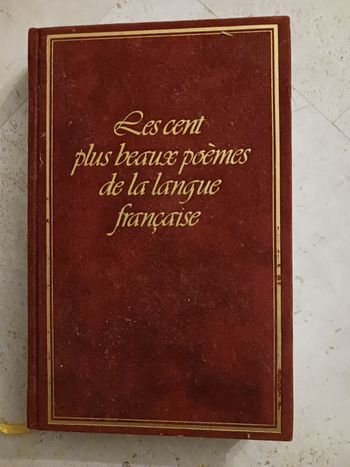 Les cent
plus beaux poèmes
de la langue
française